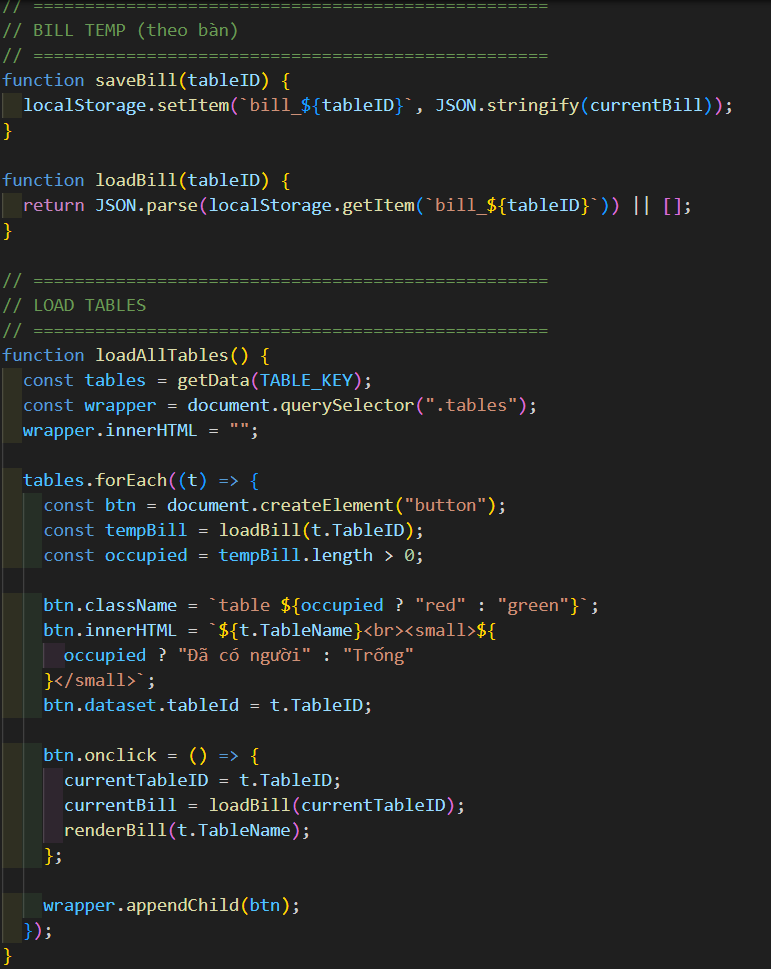 // ==================================================
// BILL TEMP (theo bàn)
// ==================================================
function saveBill(tableID) {
  localStorage.setItem(`bill_${tableID}`, JSON.stringify(currentBill));
}

function loadBill(tableID) {
  return JSON.parse(localStorage.getItem(`bill_${tableID}`)) || [];
}

// ==================================================
// LOAD TABLES
// ==================================================
function loadAllTables() {
  const tables = getData(TABLE_KEY);
  const wrapper = document.querySelector(".tables");
  wrapper.innerHTML = "";

  tables.forEach((t) => {
    const btn = document.createElement("button");
    const tempBill = loadBill(t.TableID);
    const occupied = tempBill.length > 0;

    btn.className = `table ${occupied ? "red" : "green"}`;
    btn.innerHTML = `${t.TableName}<br><small>${
      occupied ? "Đã có người" : "Trống"
    }</small>`;
    btn.dataset.tableId = t.TableID;

    btn.onclick = () => {
      currentTableID = t.TableID;
      currentBill = loadBill(currentTableID);
      renderBill(t.TableName);
    };

    wrapper.appendChild(btn);
  });
}